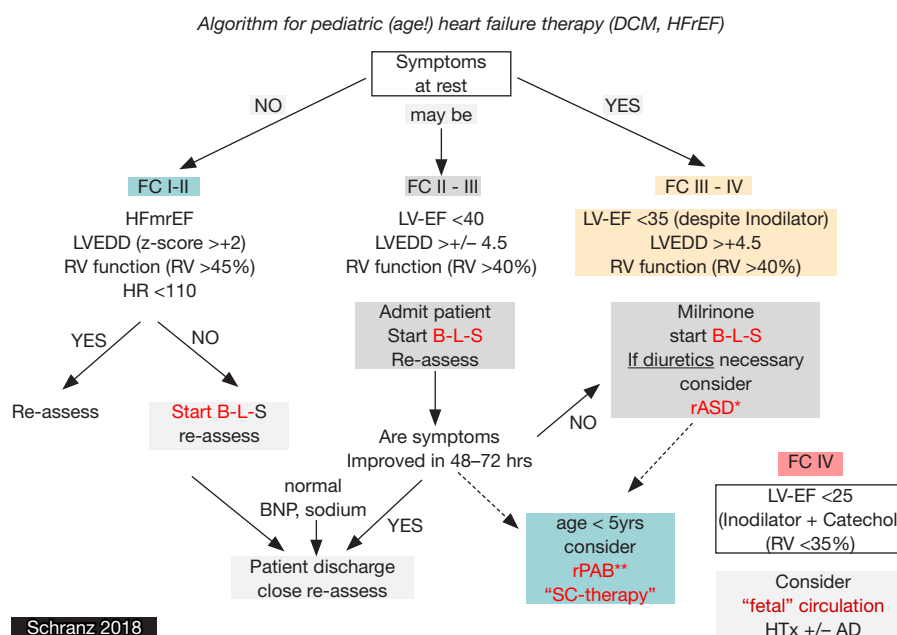 Algorithm for pediatric (age!) heart failure therapy (DCM, HFrEF)
Symptoms
at rest
NO
may be
YES
FC I-II
HFmrEF
LVEDD (z-score >+2)
RV function (RV >45%)
HR <110
FC II - III
LV-EF <40
LVEDD >+/– 4.5
RV function (RV >40%)
FC III - IV
LV-EF <35 (despite Inodilator)
LVEDD >+4.5
RV function (RV >40%)
YES
NO
Re-assess
Start B-L-S
re-assess
Admit patient
Start B-L-S
Re-assess
Milrinone
start B-L-S
If diuretics necessary
consider
rASD*
Are symptoms
Improved in 48–72 hrs
NO
YES
normal
BNP, sodium
Patient discharge
close re-assess
age < 5yrs
consider
rPAB**
“SC-therapy”
FC IV
LV-EF <25
(Inodilator + Catechol
(RV <35%)
Consider
“fetal” circulation
HTx +/– AD
Schranz 2018